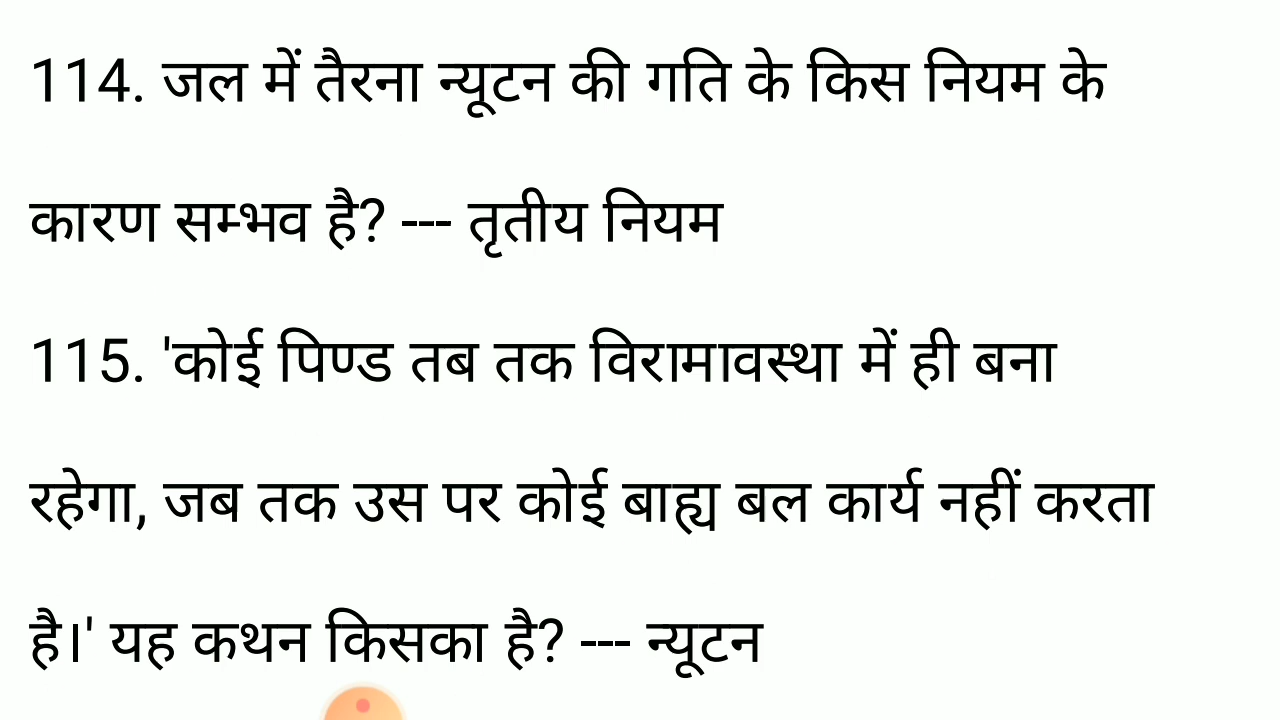 114. जल में तैरना न्यूटन की गति के किस नियम के
कारण सम्भव है? --- तृतीय नियम
115. 'कोई पिण्ड तब तक विरामावस्था में ही बना
रहेगा, जब तक उस पर कोई बाह्य बल कार्य नहीं करता
है।' यह कथन किसका है? --- न्यूटन